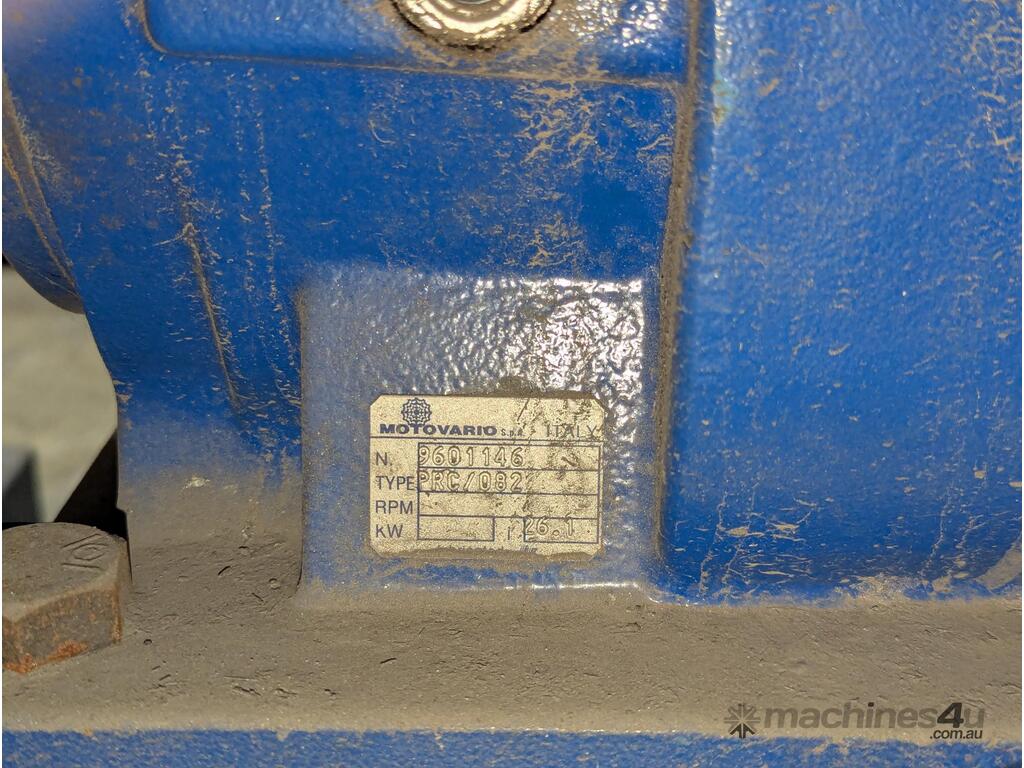 MOTOVARIO S.p.A. ITALY
N. 9601146
TYPE PRC/082
RPM
KW i 26.1
machines4u
.com.au